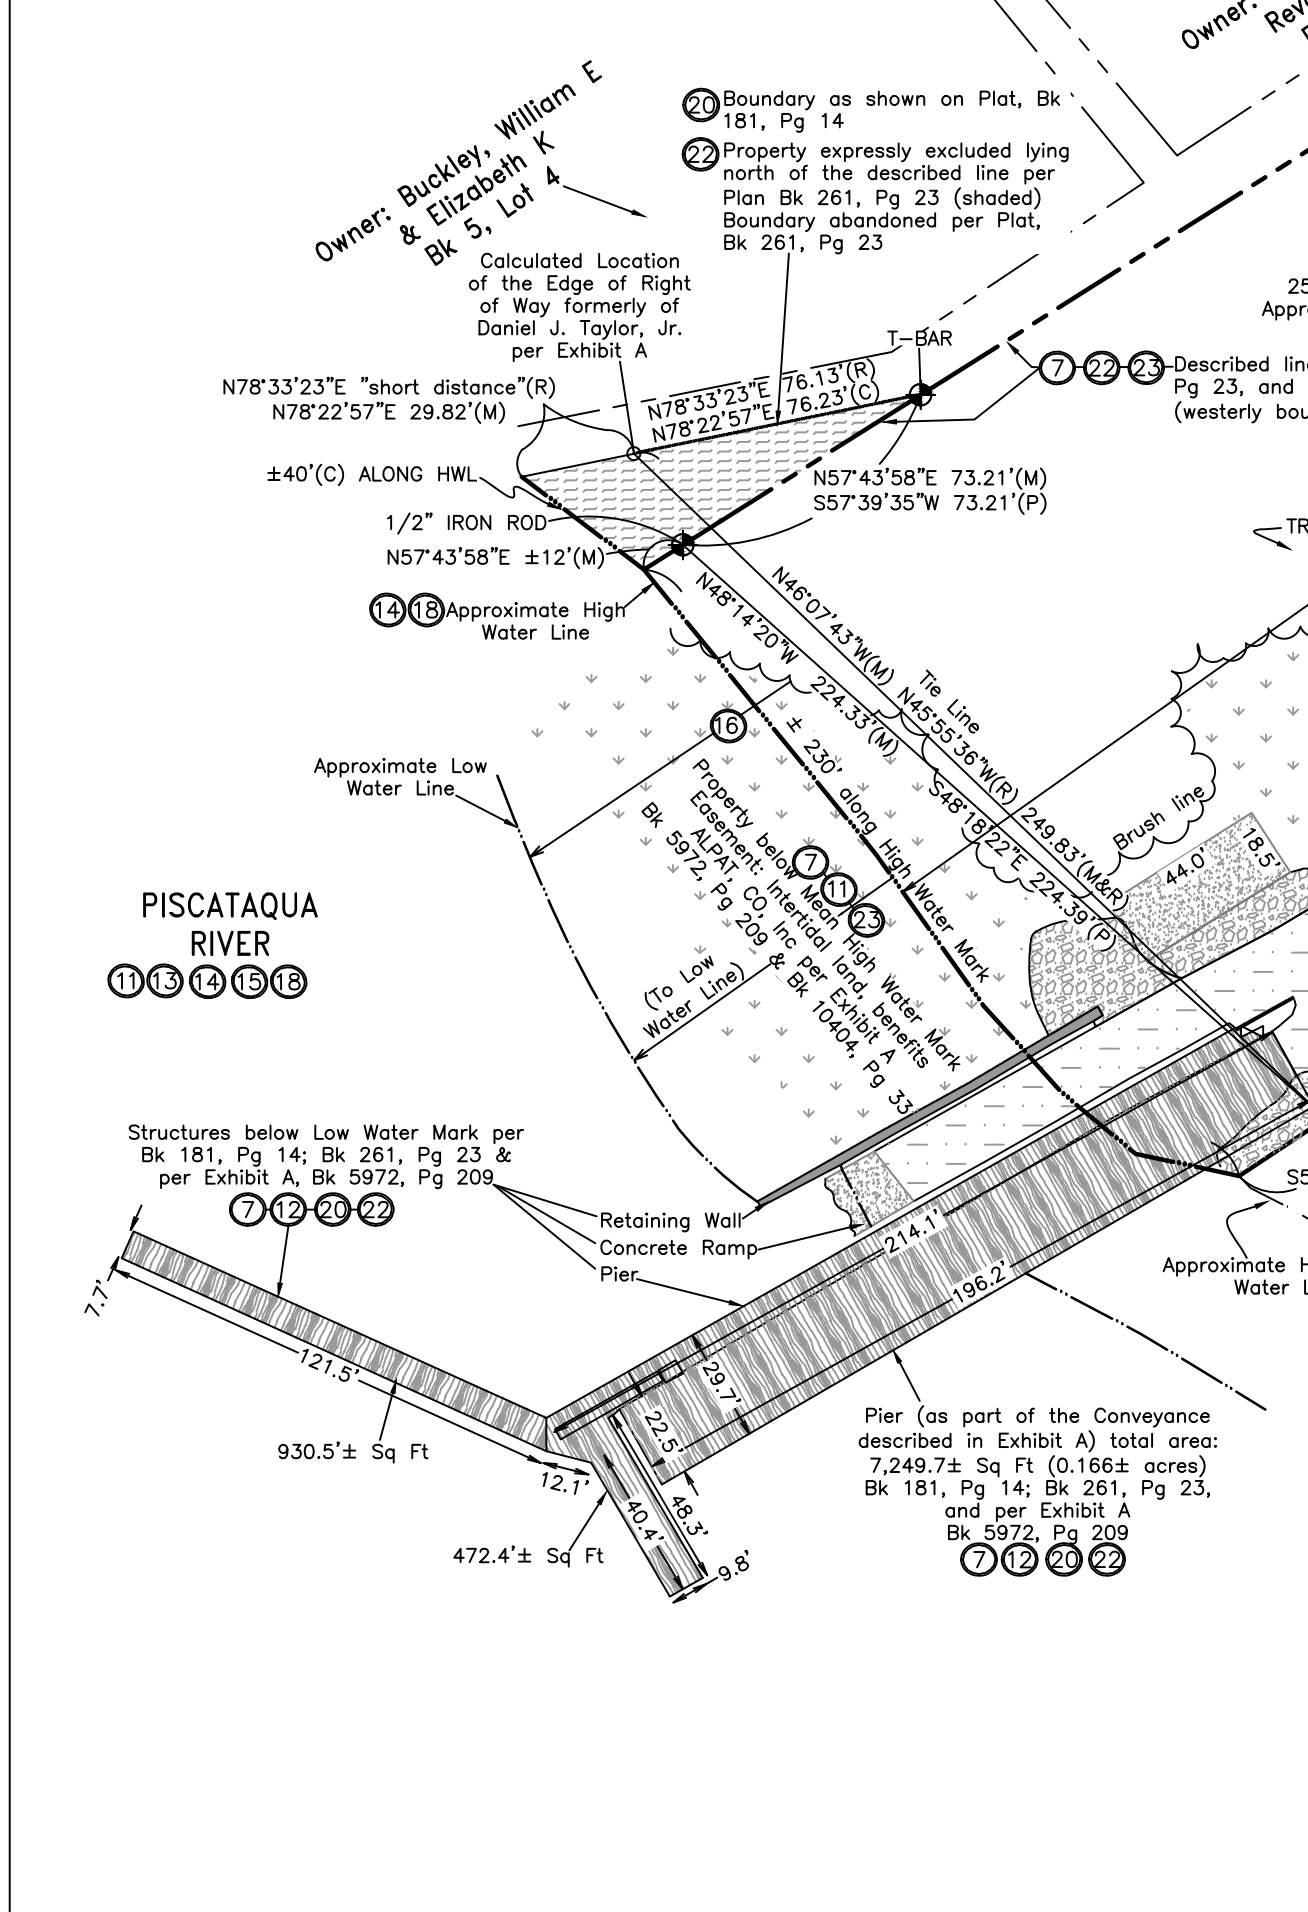 Owner:
Rev
Owner: Buckley, William E
& Elizabeth K
Bk 5, Lot 4
20 Boundary as shown on Plat, Bk
181, Pg 14
22 Property expressly excluded lying
north of the described line per
Plan Bk 261, Pg 23 (shaded)
Boundary abandoned per Plat,
Bk 261, Pg 23
Calculated Location
of the Edge of Right
of Way formerly of
Daniel J. Taylor, Jr.
per Exhibit A
25
Appr
T-BAR
7 22 23 Described lin
Pg 23, and
(westerly bou
N78°33'23"E "short distance"(R)
N78°22'57"E 29.82'(M)
N78°33'23"E 76.13'(R)
N78°22'57"E 76.23'(C)
±40'(C) ALONG HWL
1/2" IRON ROD
N57°43'58"E ±12'(M)
N57°43'58"E 73.21'(M)
S57°39'35"W 73.21'(P)
TR
14 18 Approximate High
Water Line
N48°14'20"W 224.33'(M)
N46°07'43"W(M)
Tie Line
N45°55'36"W(R) 249.83'(M&R)
S48°18'22"E 224.39'(P)
± 230' along High Water Mark
16
Approximate Low
Water Line
Property below Mean High Water Mark
Easement: Intertidal land, benefits
ALPAT, CO, Inc per Exhibit A
Bk 5972, Pg 209 & Bk 10404, Pg 33
7
11
23
Brush line
44.0'
18.5'
PISCATAQUA
RIVER
11 13 14 15 18
(To Low
Water Line)
Structures below Low Water Mark per
Bk 181, Pg 14; Bk 261, Pg 23 &
per Exhibit A, Bk 5972, Pg 209
7 12 20 22
Retaining Wall
Concrete Ramp
Pier
S5
Approximate H
Water L
214.1'
196.2'
7.7'
121.5'
29.7'
22.5'
930.5'± Sq Ft
12.1'
40.4'
48.3'
472.4'± Sq Ft
9.8'
Pier (as part of the Conveyance
described in Exhibit A) total area:
7,249.7± Sq Ft (0.166± acres)
Bk 181, Pg 14; Bk 261, Pg 23,
and per Exhibit A
Bk 5972, Pg 209
7 12 20 22